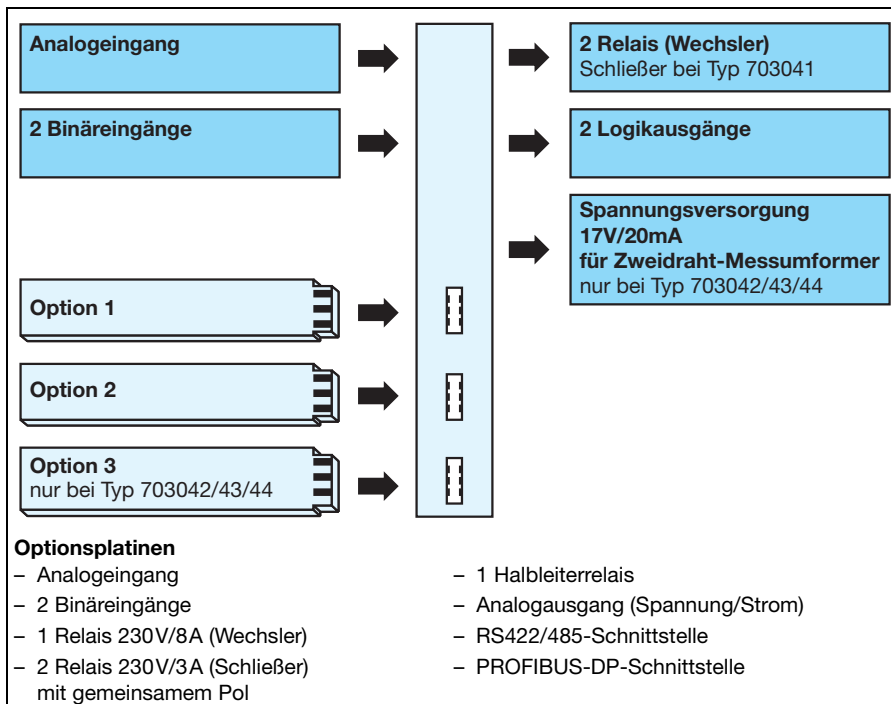 Analogeingang
2 Binäreingänge
Option 1
Option 2
Option 3
nur bei Typ 703042/43/44
2 Relais (Wechsler)
Schließer bei Typ 703041
2 Logikausgänge
Spannungsversorgung
17V/20mA
für Zweidraht-Messumformer
nur bei Typ 703042/43/44
Optionsplatinen
– Analogeingang
– 2 Binäreingänge
– 1 Relais 230V/8A (Wechsler)
– 2 Relais 230V/3A (Schließer)
mit gemeinsamem Pol
– 1 Halbleiterrelais
– Analogausgang (Spannung/Strom)
– RS422/485-Schnittstelle
– PROFIBUS-DP-Schnittstelle